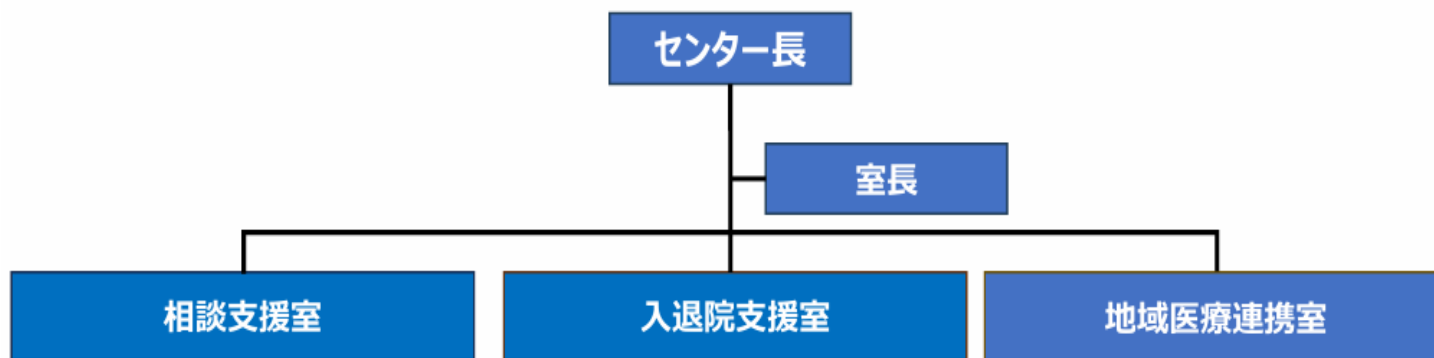 センター長
室長
相談支援室
入退院支援室
地域医療連携室